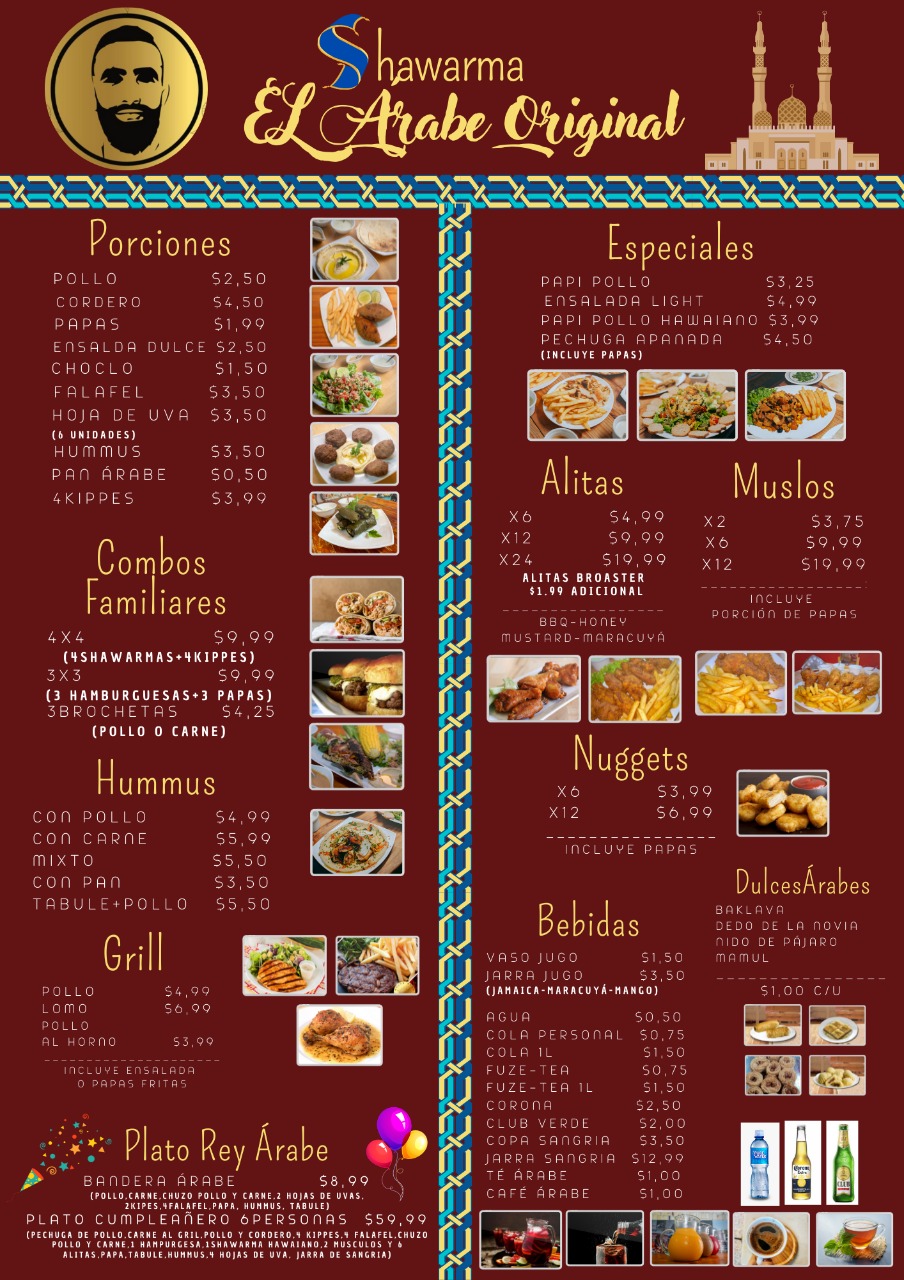 Shawarma
EL Árabe Original
Porciones
POLLO $2,50
CORDERO $4,50
PAPAS $1,99
ENSALDA DULCE $2,50
CHOCLO $1,50
FALAFEL $3,50
HOJA DE UVA $3,50
(6 UNIDADES)
HUMMUS $3,50
PAN ÁRABE $0,50
4KIPPES $3,99
Combos
Familiares
4X4 $9,99
(4SHAWARMAS+4KIPPES)
3X3 $9,99
(3 HAMBURGUESAS+3 PAPAS)
3BROCHETAS $4,25
(POLLO O CARNE)
Hummus
CON POLLO $4,99
CON CARNE $5,99
MIXTO $5,50
CON PAN $3,50
TABULE+POLLO $5,50
Grill
POLLO $4,99
LOMO $6,99
POLLO
AL HORNO $3,99
INCLUYE ENSALADA
O PAPAS FRITAS
Plato Rey Árabe
BANDERA ÁRABE $8,99
(POLLO,CARNE,CHUZO POLLO Y CARNE,2 HOJAS DE UVAS,
2KIPES,4FALAFEL,PAPA, HUMMUS, TABULE)
PLATO CUMPLEAÑERO 6PERSONAS $59,99
(PECHUGA DE POLLO,CARNE AL GRIL,POLLO Y CORDERO,4 KIPPES,4 FALAFEL,CHUZO
POLLO Y CARNE,1 HAMPURGESA,1SHAWARMA HAWAIANO,2 MUSCULOS Y 6
ALITAS,PAPA,TABULE,HUMMUS,4 HOJAS DE UVA, JARRA DE SANGRIA)
Especiales
PAPI POLLO $3,25
ENSALADA LIGHT $4,99
PAPI POLLO HAWAIANO $3,99
PECHUGA APANADA $4,50
(INCLUYE PAPAS)
Alitas
X6 $4,99
X12 $9,99
X24 $19,99
ALITAS BROASTER
$1.99 ADICIONAL
BBQ-HONEY
MUSTARD-MARACUYÁ
Muslos
X2 $3,75
X6 $9,99
X12 $19,99
INCLUYE
PORCIÓN DE PAPAS
Nuggets
X6 $3,99
X12 $6,99
INCLUYE PAPAS
Bebidas
VASO JUGO $1,50
JARRA JUGO $3,50
(JAMAICA-MARACUYÁ-MANGO)
AGUA $0,50
COLA PERSONAL $0,75
COLA 1L $1,50
FUZE-TEA $0,75
FUZE-TEA 1L $1,50
CORONA $2,50
CLUB VERDE $2,00
COPA SANGRIA $3,50
JARRA SANGRIA $12,99
TÉ ÁRABE $1,00
CAFÉ ÁRABE $1,00
DulcesÁrabes
BAKLAVA
DEDO DE LA NOVIA
NIDO DE PÁJARO
MAMUL
$1,00 C/U
Corona
CLUB